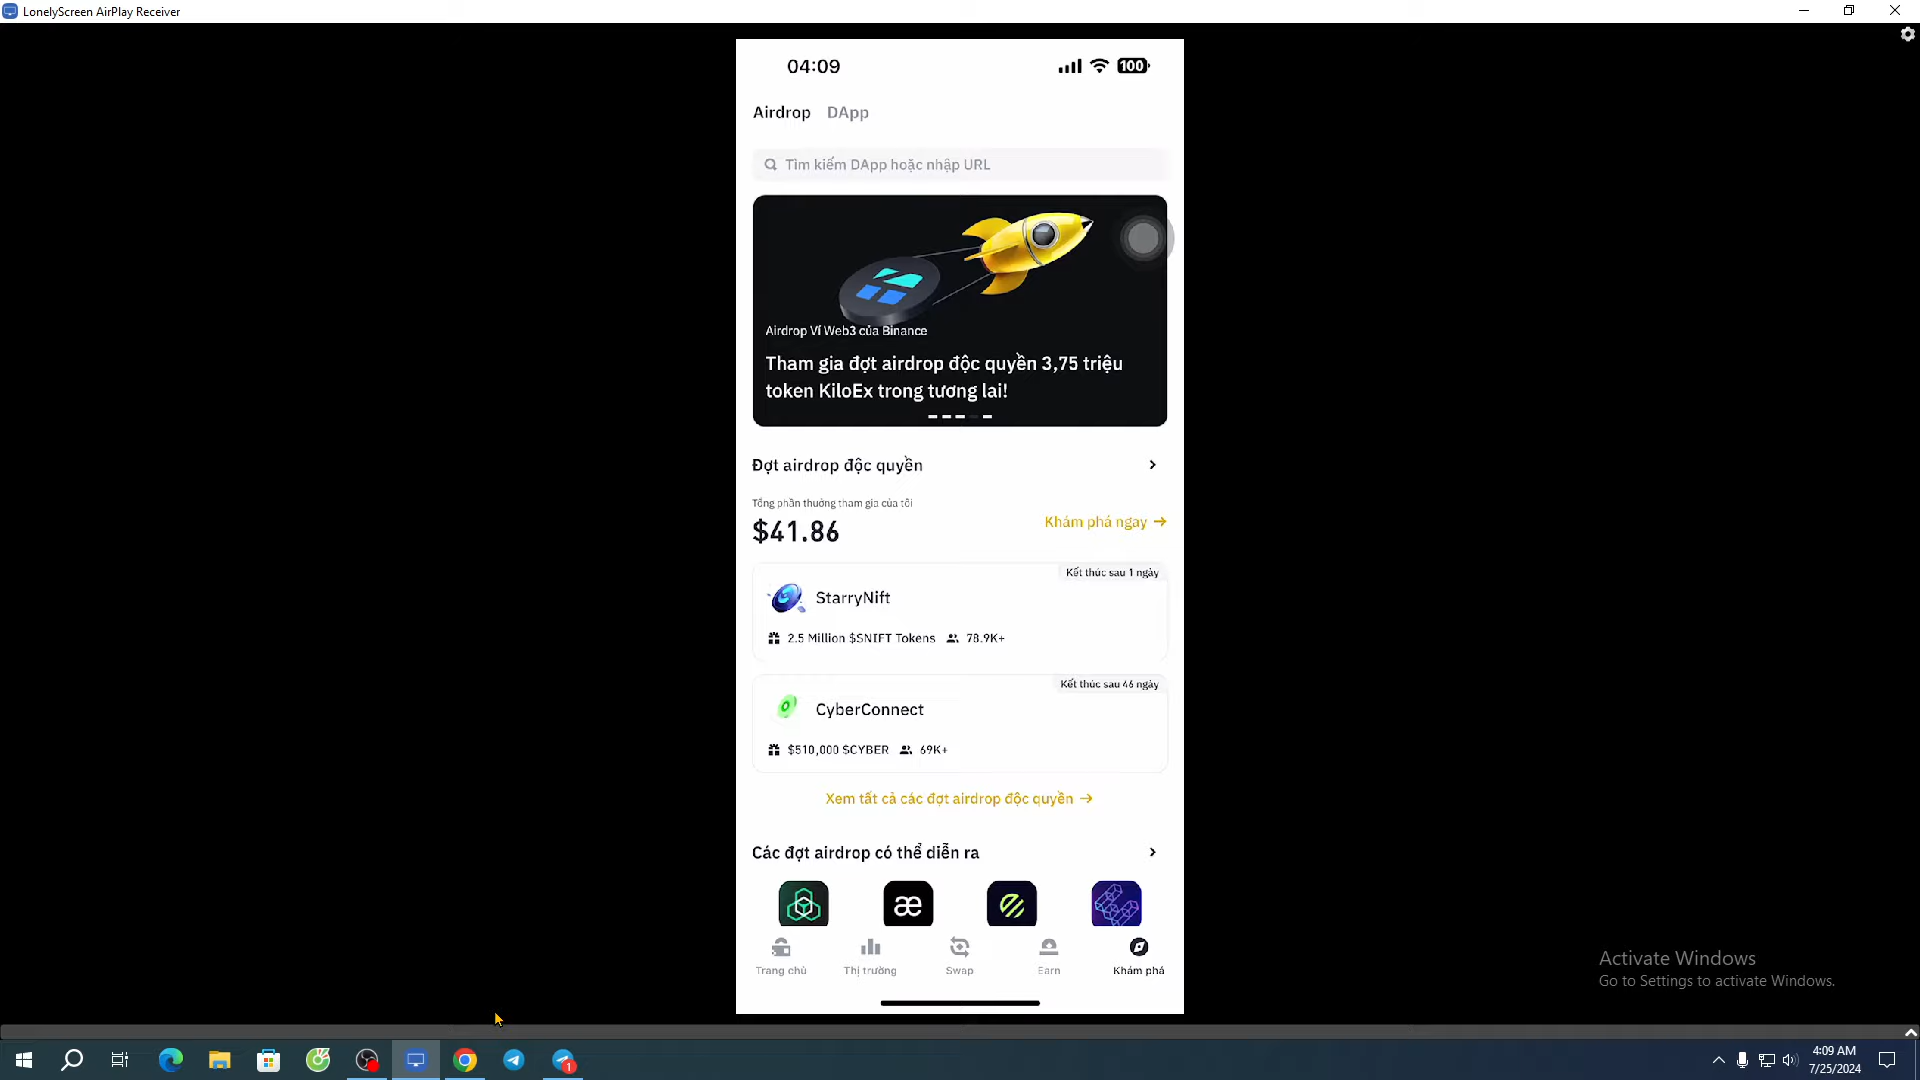 LonelyScreen AirPlay Receiver
04:09
100
Airdrop DApp
Tìm kiếm DApp hoặc nhập URL
Airdrop Ví Web3 của Binance
Tham gia đợt airdrop độc quyền 3,75 triệu
token KiloEx trong tương lai!
Đợt airdrop độc quyền
Tổng phần thưởng tham gia của tôi
$41.86
Khám phá ngay
Kết thúc sau 1 ngày
StarryNift
2.5 Million $SNIFT Tokens 78.9K+
Kết thúc sau 46 ngày
CyberConnect
$510,000 $CYBER 69K+
Xem tất cả các đợt airdrop độc quyền
Các đợt airdrop có thể diễn ra
æ
Trang chủ Thị trường Swap Earn Khám phá
Activate Windows
Go to Settings to activate Windows.
1
4:09 AM
7/25/2024